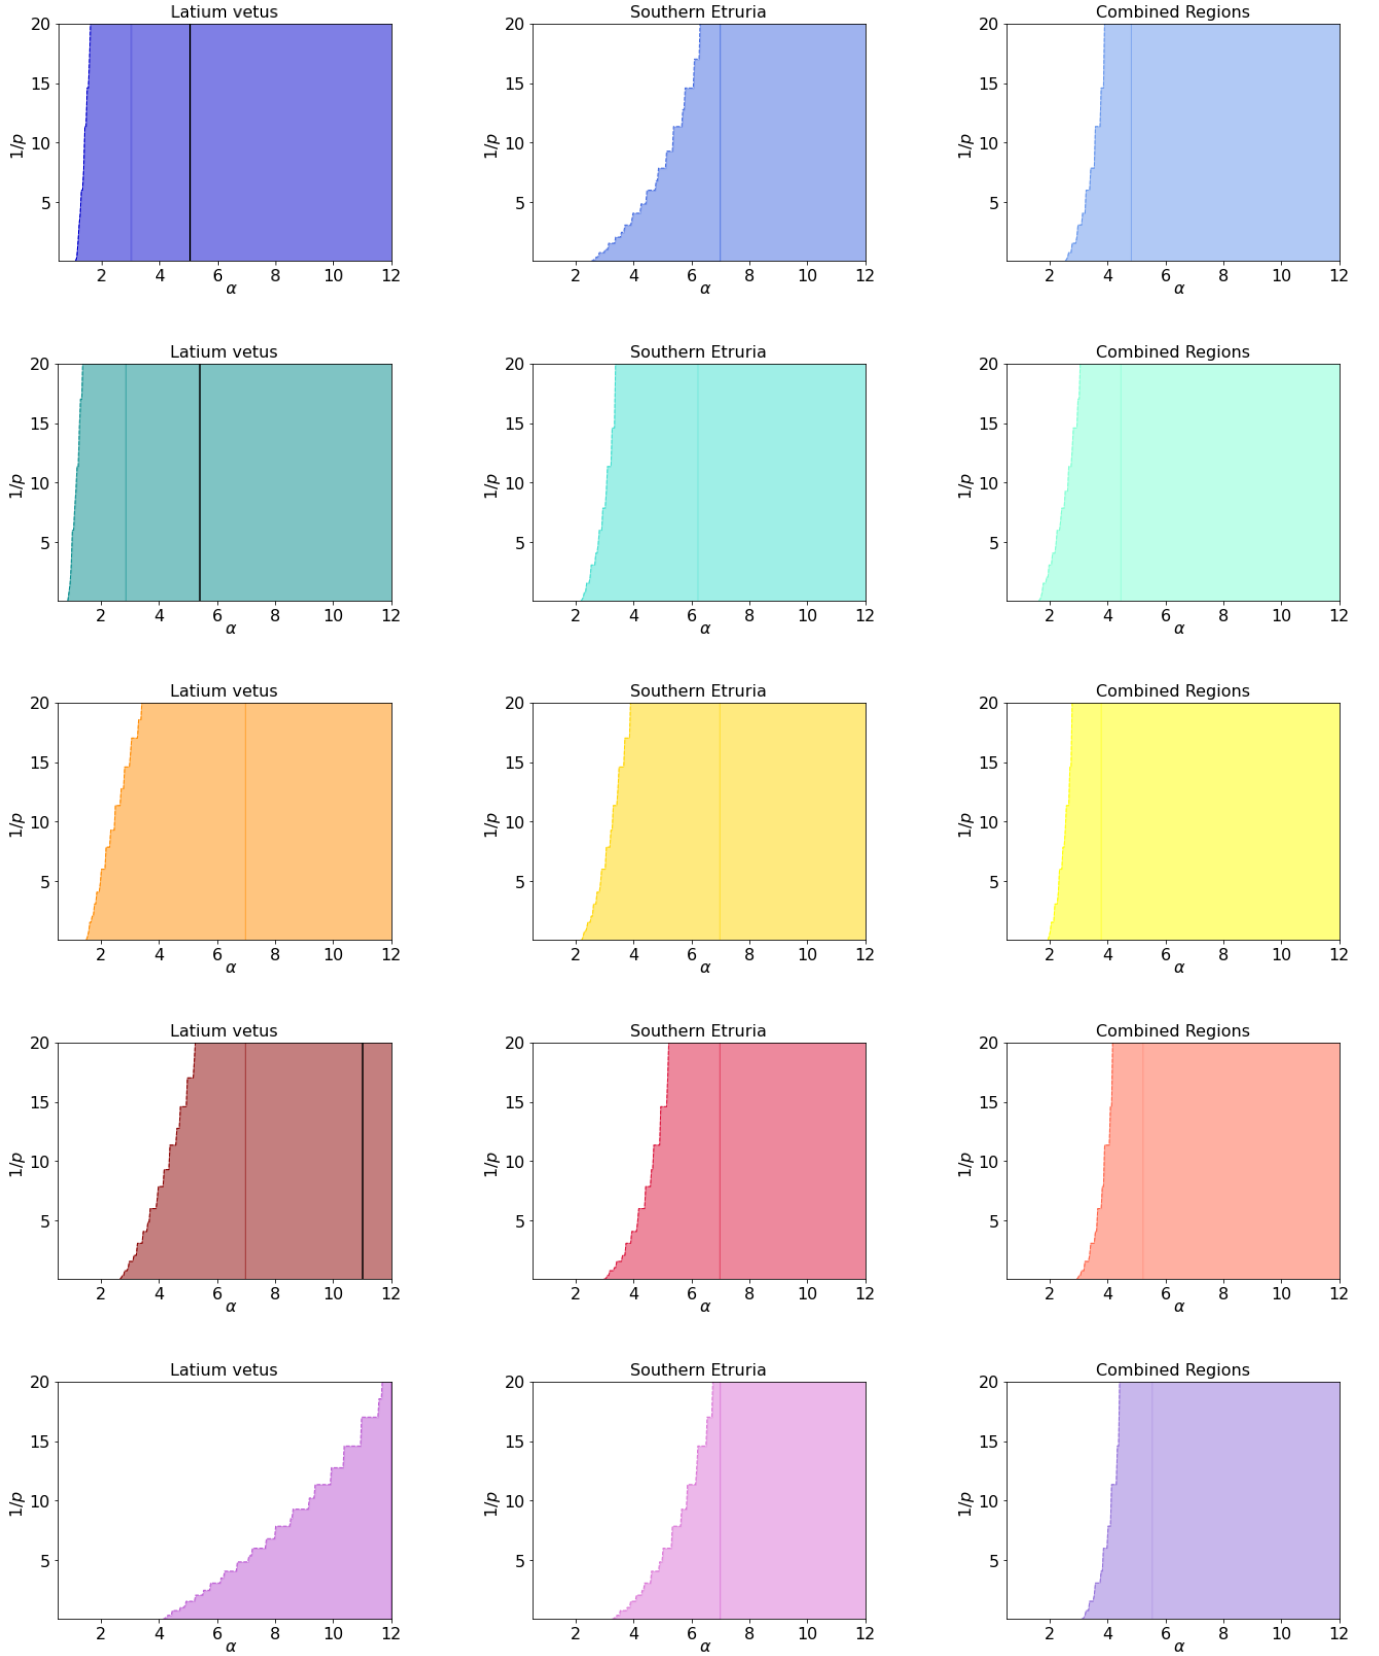 Latium vetus Southern Etruria Combined Regions
20 20 20
15 15 15
1/p 10 1/p 10 1/p 10
5 5 5
2 4 6 8 10 12 2 4 6 8 10 12 2 4 6 8 10 12
α α α
Latium vetus Southern Etruria Combined Regions
20 20 20
15 15 15
1/p 10 1/p 10 1/p 10
5 5 5
2 4 6 8 10 12 2 4 6 8 10 12 2 4 6 8 10 12
α α α
Latium vetus Southern Etruria Combined Regions
20 20 20
15 15 15
1/p 10 1/p 10 1/p 10
5 5 5
2 4 6 8 10 12 2 4 6 8 10 12 2 4 6 8 10 12
α α α
Latium vetus Southern Etruria Combined Regions
20 20 20
15 15 15
1/p 10 1/p 10 1/p 10
5 5 5
2 4 6 8 10 12 2 4 6 8 10 12 2 4 6 8 10 12
α α α
Latium vetus Southern Etruria Combined Regions
20 20 20
15 15 15
1/p 10 1/p 10 1/p 10
5 5 5
2 4 6 8 10 12 2 4 6 8 10 12 2 4 6 8 10 12
α α α